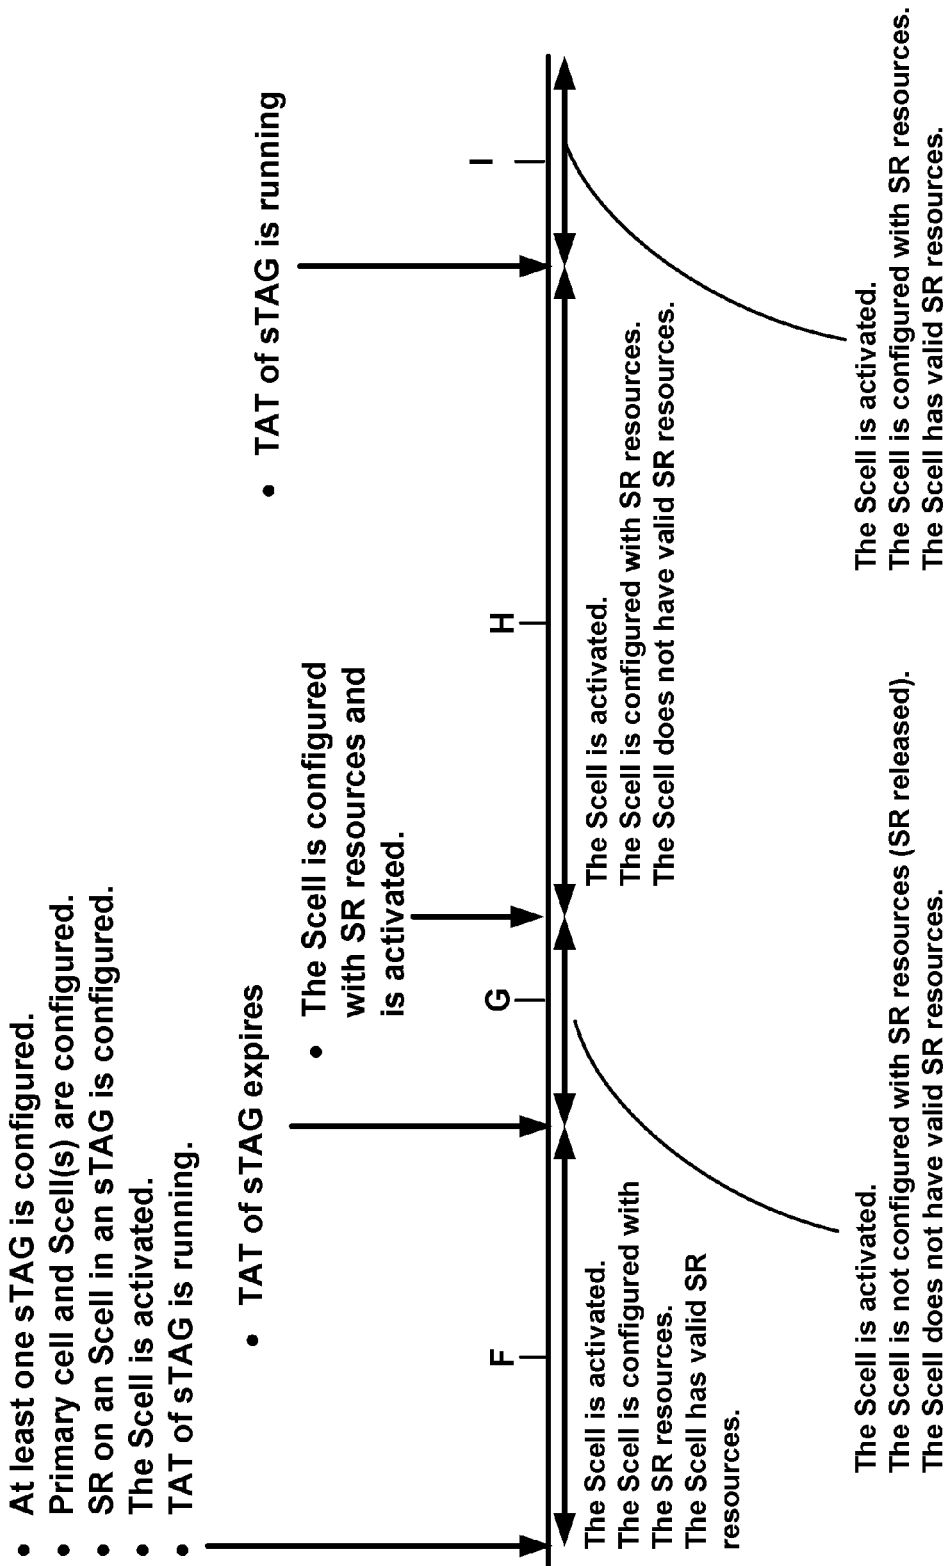 • At least one sTAG is configured.
• Primary cell and Scell(s) are configured.
• SR on an Scell in an sTAG is configured.
• The Scell is activated.
• TAT of sTAG is running.
• TAT of sTAG expires
• The Scell is configured
with SR resources and
is activated.
• TAT of sTAG is running
F
G
H
I
The Scell is activated.
The Scell is configured with
the SR resources.
The Scell has valid SR
resources.
The Scell is activated.
The Scell is configured with SR resources.
The Scell does not have valid SR resources.
The Scell is activated.
The Scell is not configured with SR resources (SR released).
The Scell does not have valid SR resources.
The Scell is activated.
The Scell is configured with SR resources.
The Scell has valid SR resources.